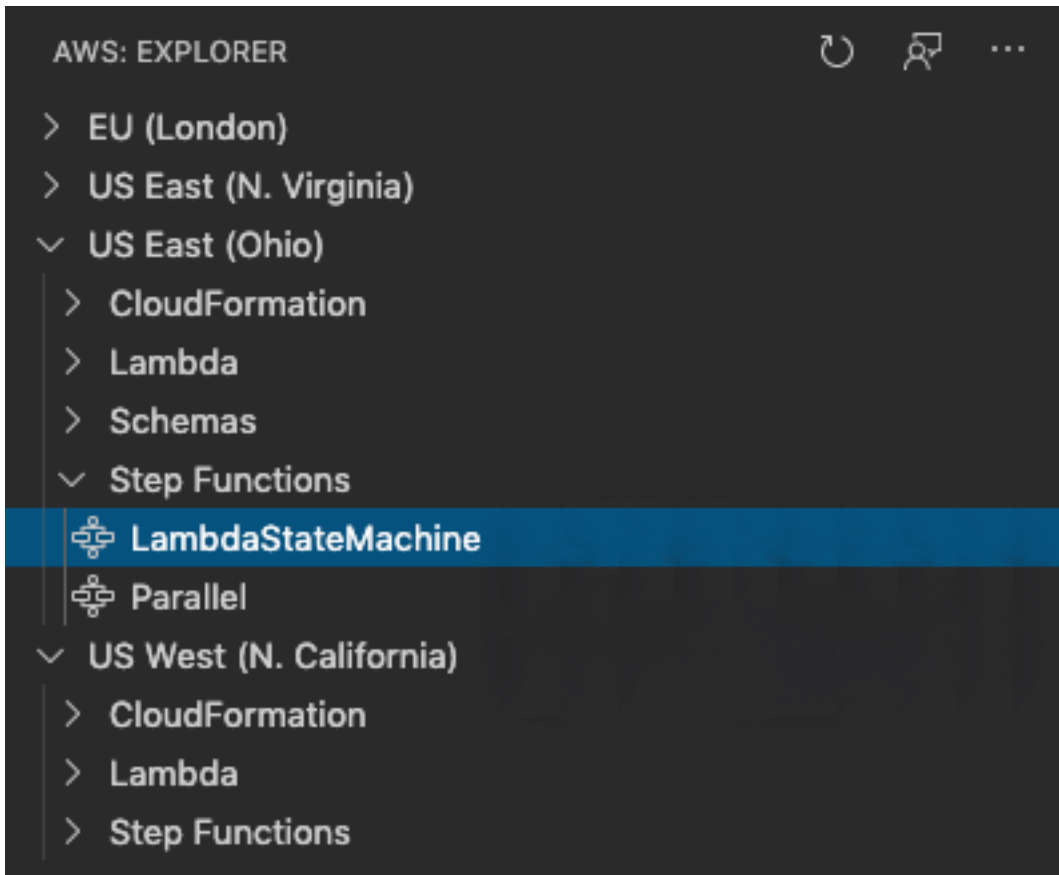 AWS: EXPLORER
EU (London)
US East (N. Virginia)
US East (Ohio)
CloudFormation
Lambda
Schemas
Step Functions
LambdaStateMachine
Parallel
US West (N. California)
CloudFormation
Lambda
Step Functions